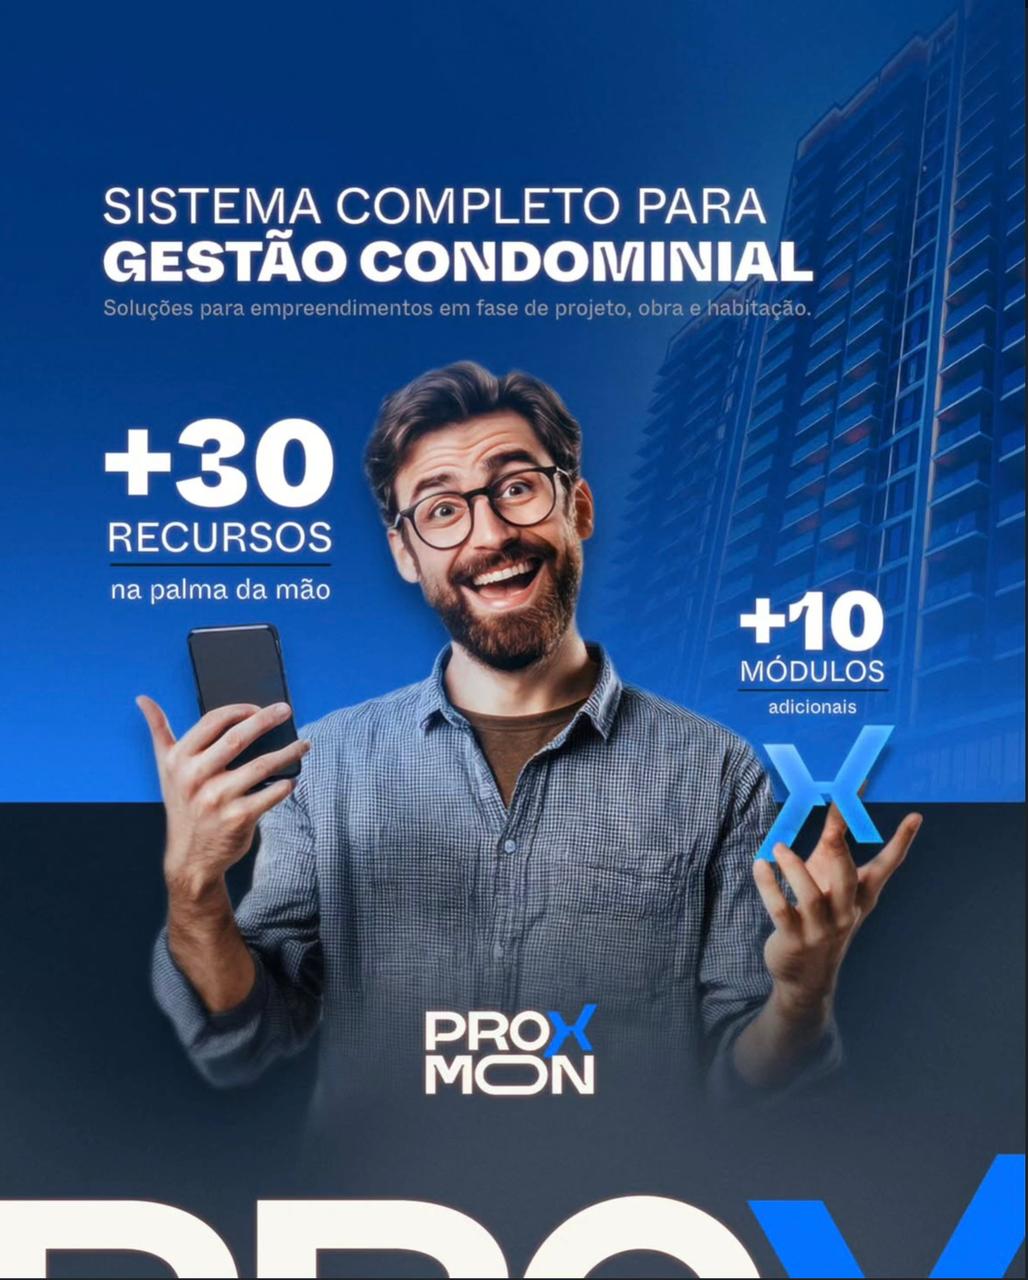 SISTEMA COMPLETO PARA
GESTÃO CONDOMINIAL
Soluções para empreendimentos em fase de projeto, obra e habitação.
+30
RECURSOS
na palma da mão
+10
MÓDULOS
adicionais
PROX
MON
PROX